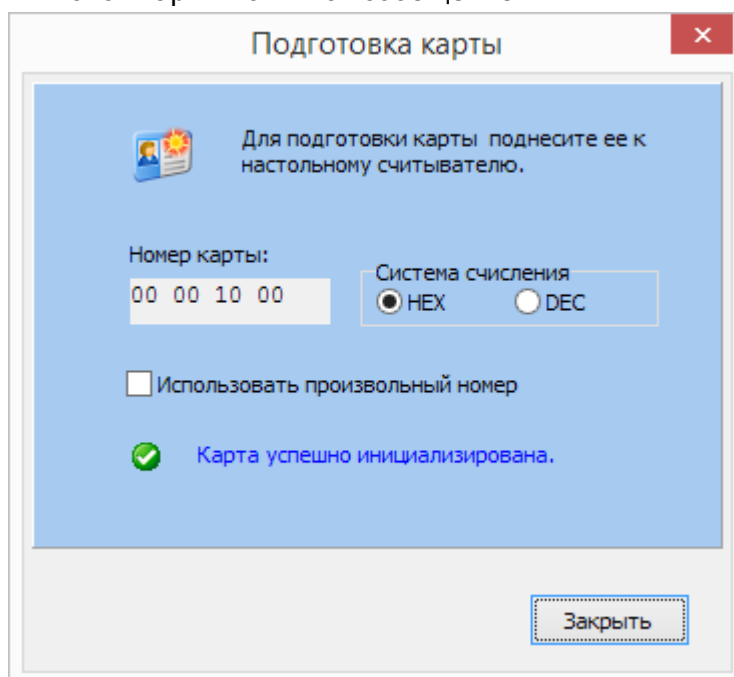 Подготовка карты
Для подготовки карты поднесите ее к
настольному считывателю.
Номер карты:
00 00 10 00
Система счисления
HEX
DEC
Использовать произвольный номер
Карта успешно инициализирована.
Закрыть